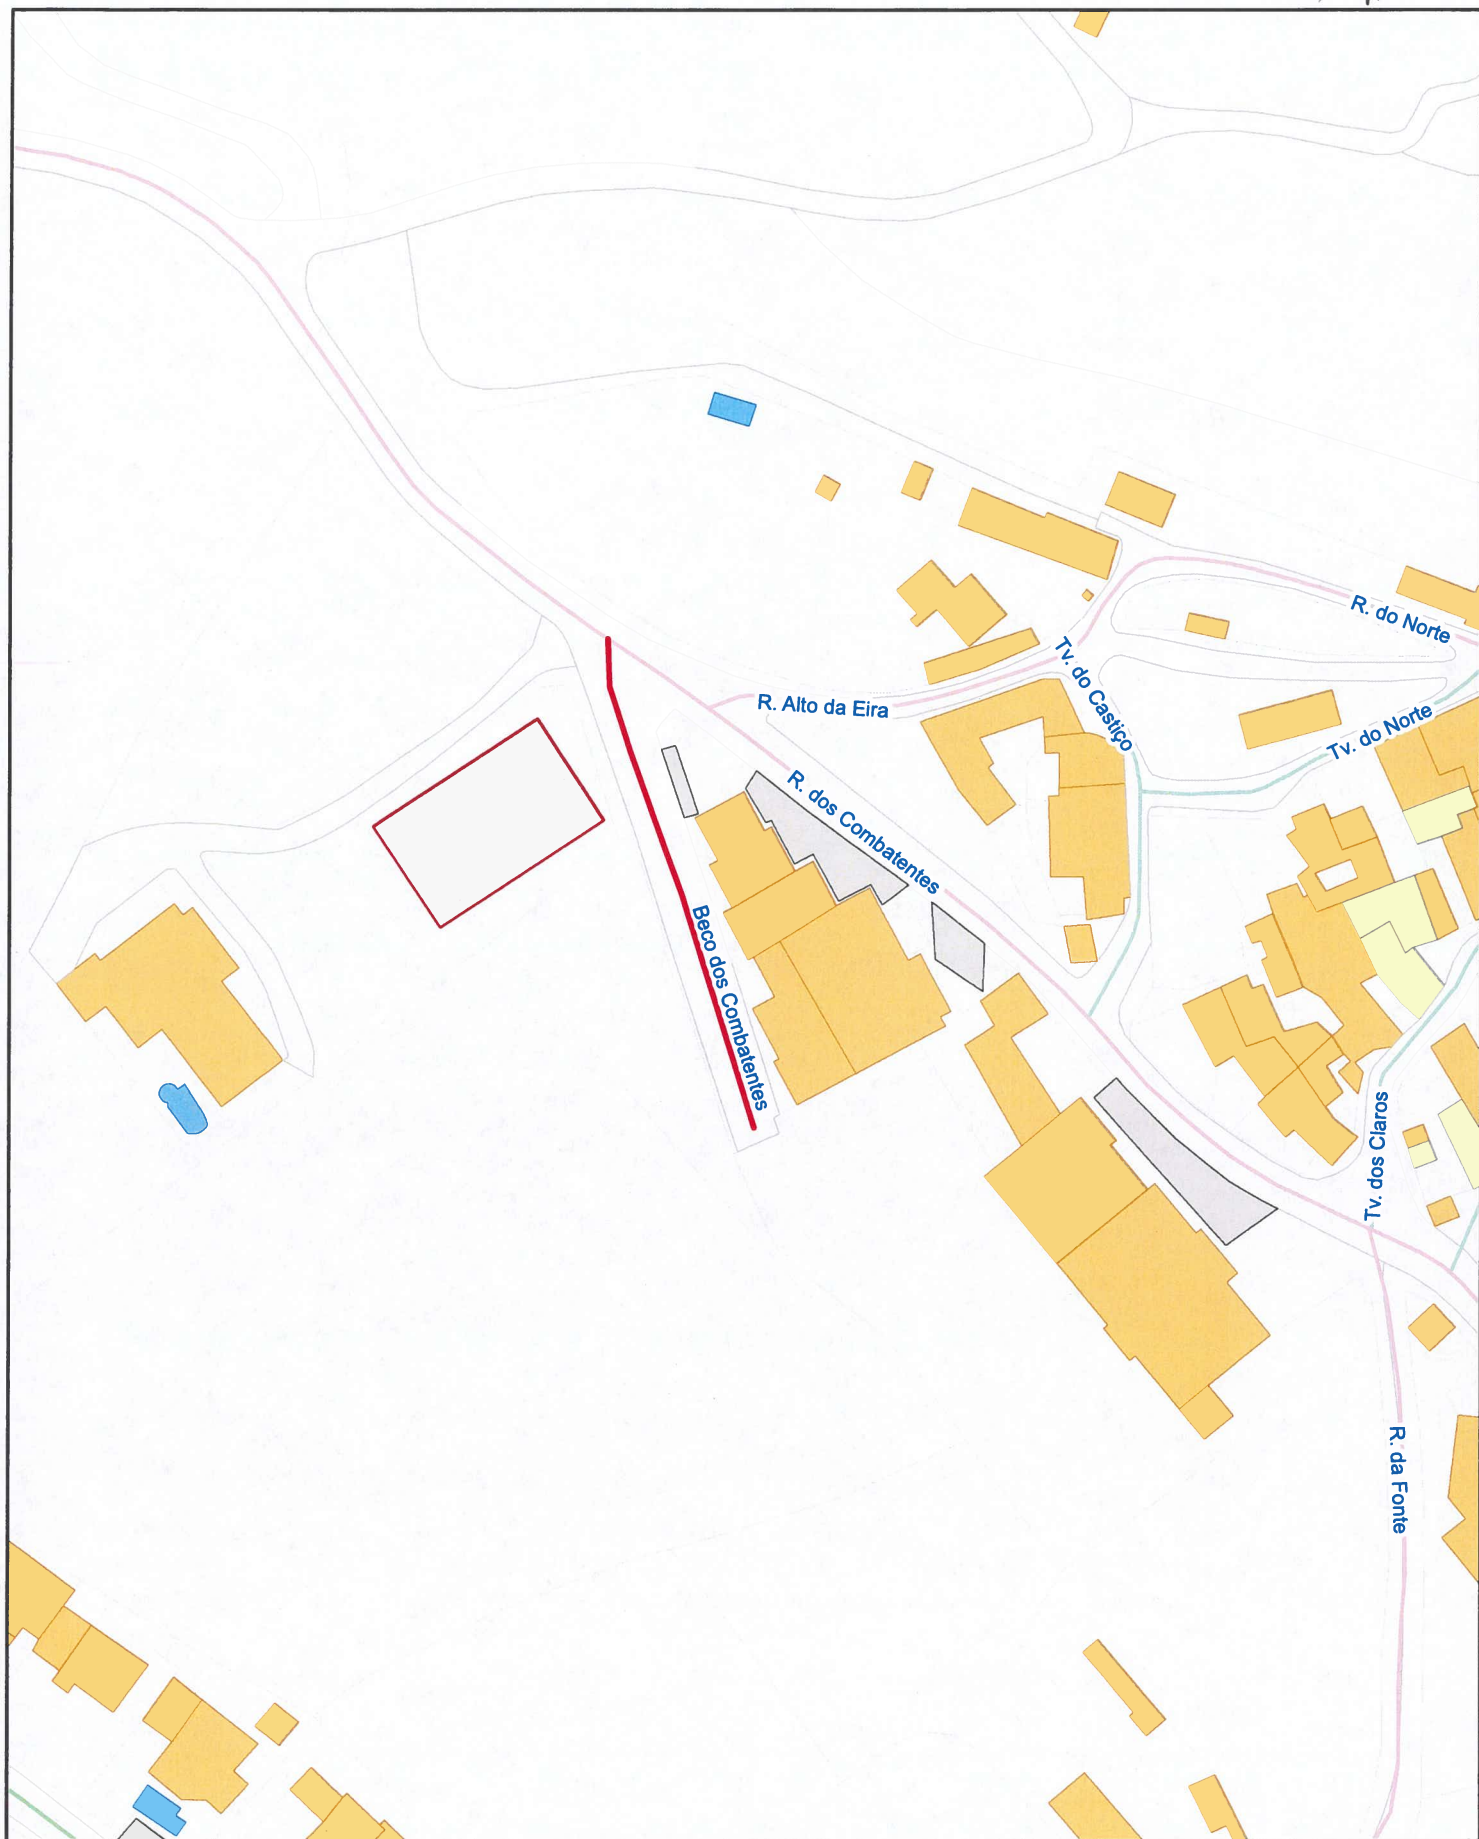 R. do Norte
Tv. do Castiço
R. Alto da Eira
Tv. do Norte
R. dos Combatentes
Beco dos Combatentes
Tv. dos Claros
R. da Fonte